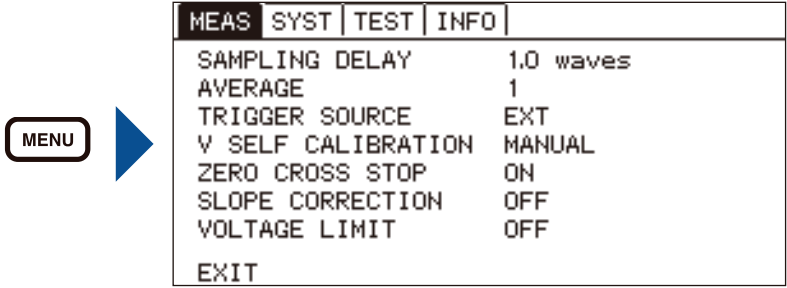 MENU
MEAS SYST TEST INFO
SAMPLING DELAY 1.0 waves
AVERAGE 1
TRIGGER SOURCE EXT
V SELF CALIBRATION MANUAL
ZERO CROSS STOP ON
SLOPE CORRECTION OFF
VOLTAGE LIMIT OFF
EXIT